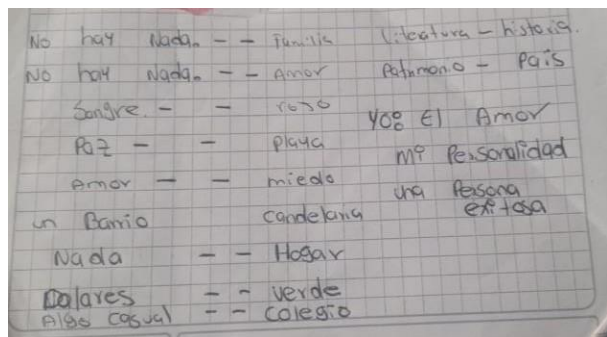 No hay Nada. - - Familia
No hay Nada. - - Amor
Sangre. - - rojo
Paz - - Playa
Amor - - miedo
un Barrio candelaria
Nada - - Hogar
Dolares - - verde
Algo casual - - colegio
Literatura - historia.
Patrimonio - País
Yo: El Amor
Mi Personalidad
una Persona
exitosa